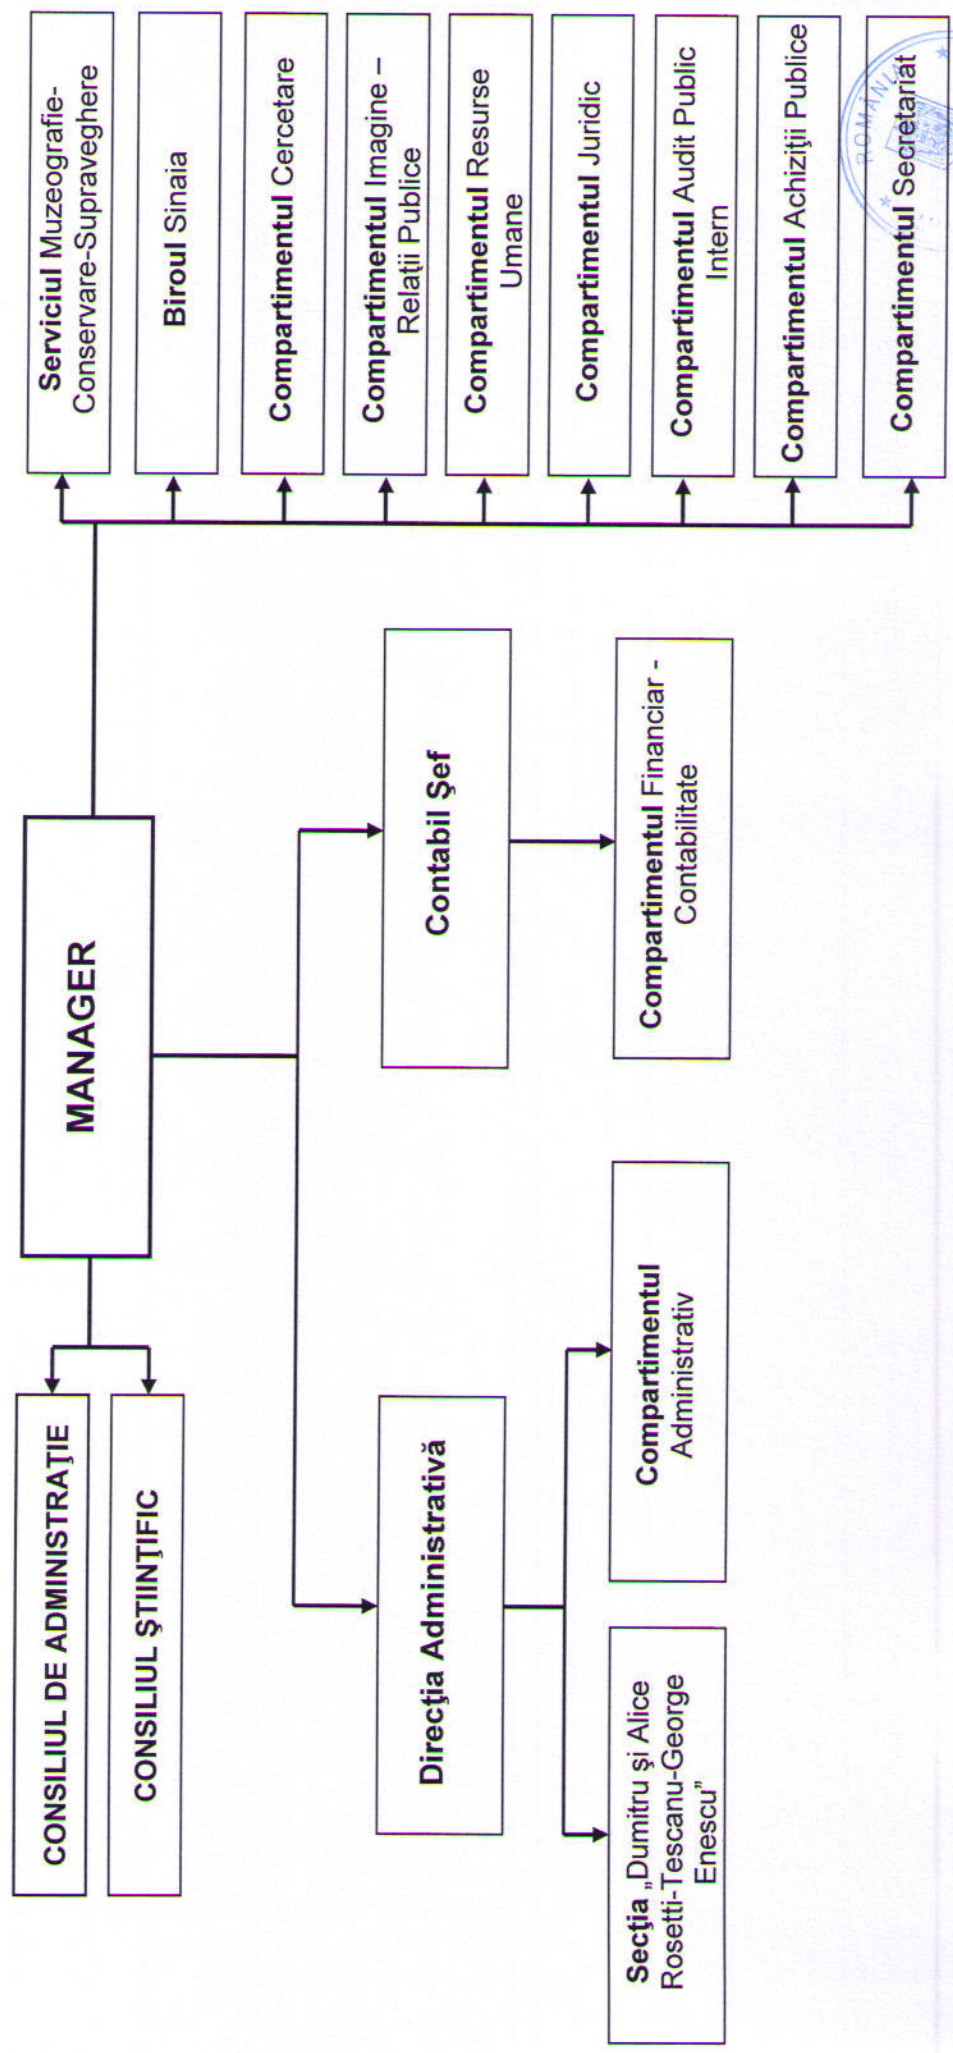 CONSILIUL DE ADMINISTRAŢIE
CONSILIUL ŞTIINŢIFIC
MANAGER
Serviciul Muzeografie-
Conservare-Supraveghere
Biroul Sinaia
Compartimentul Cercetare
Compartimentul Imagine –
Relaţii Publice
Compartimentul Resurse
Umane
Compartimentul Juridic
Compartimentul Audit Public
Intern
Compartimentul Achiziţii Publice
Compartimentul Secretariat
Direcţia Administrativă
Contabil Şef
Secţia „Dumitru şi Alice
Rosetti-Tescanu-George
Enescu”
Compartimentul
Administrativ
Compartimentul Financiar -
Contabilitate
ROMÂNIA